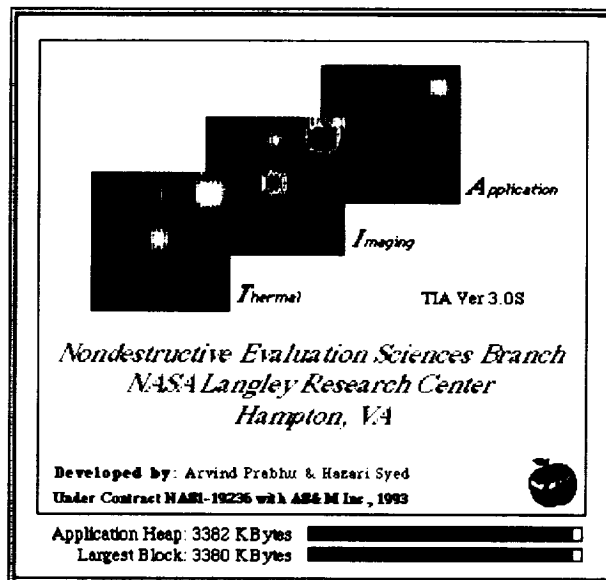 Application
Imaging
Thermal
TIA Ver 3.0S
Nondestructive Evaluation Sciences Branch
NASA Langley Research Center
Hampton, VA
Developed by: Arvind Prabhu & Hazari Syed
Under Contract NAS1-19236 with AS&M Inc, 1993
Application Heap: 3382 KBytes
Largest Block: 3380 KBytes